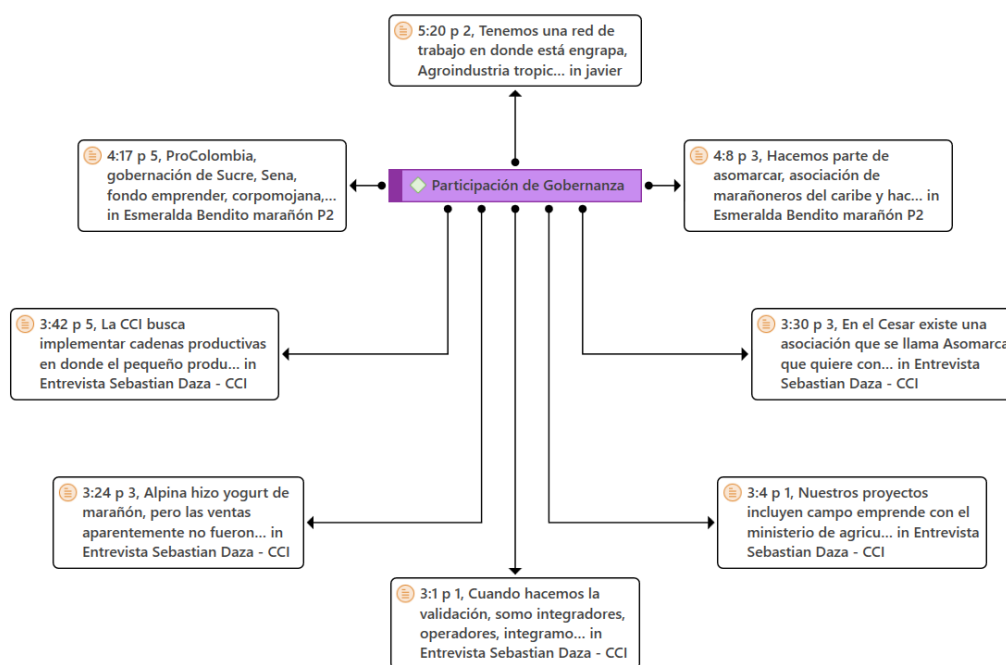 5:20 p 2, Tenemos una red de
trabajo en donde está engrapa,
Agroindustria tropic... in javier
4:17 p 5, ProColombia,
gobernación de Sucre, Sena,
fondo emprender, corpomojana,...
in Esmeralda Bendito marañón P2
Participación de Gobernanza
4:8 p 3, Hacemos parte de
asomarcar, asociación de
marañoneros del caribe y hac... in
Esmeralda Bendito marañón P2
3:42 p 5, La CCI busca
implementar cadenas productivas
en donde el pequeño produ... in
Entrevista Sebastian Daza - CCI
3:30 p 3, En el Cesar existe una
asociación que se llama Asomarca
que quiere con... in Entrevista
Sebastian Daza - CCI
3:24 p 3, Alpina hizo yogurt de
marañón, pero las ventas
aparentemente no fueron... in
Entrevista Sebastian Daza - CCI
3:4 p 1, Nuestros proyectos
incluyen campo emprende con el
ministerio de agricu... in Entrevista
Sebastian Daza - CCI
3:1 p 1, Cuando hacemos la
validación, somo integradores,
operadores, integramo... in
Entrevista Sebastian Daza - CCI